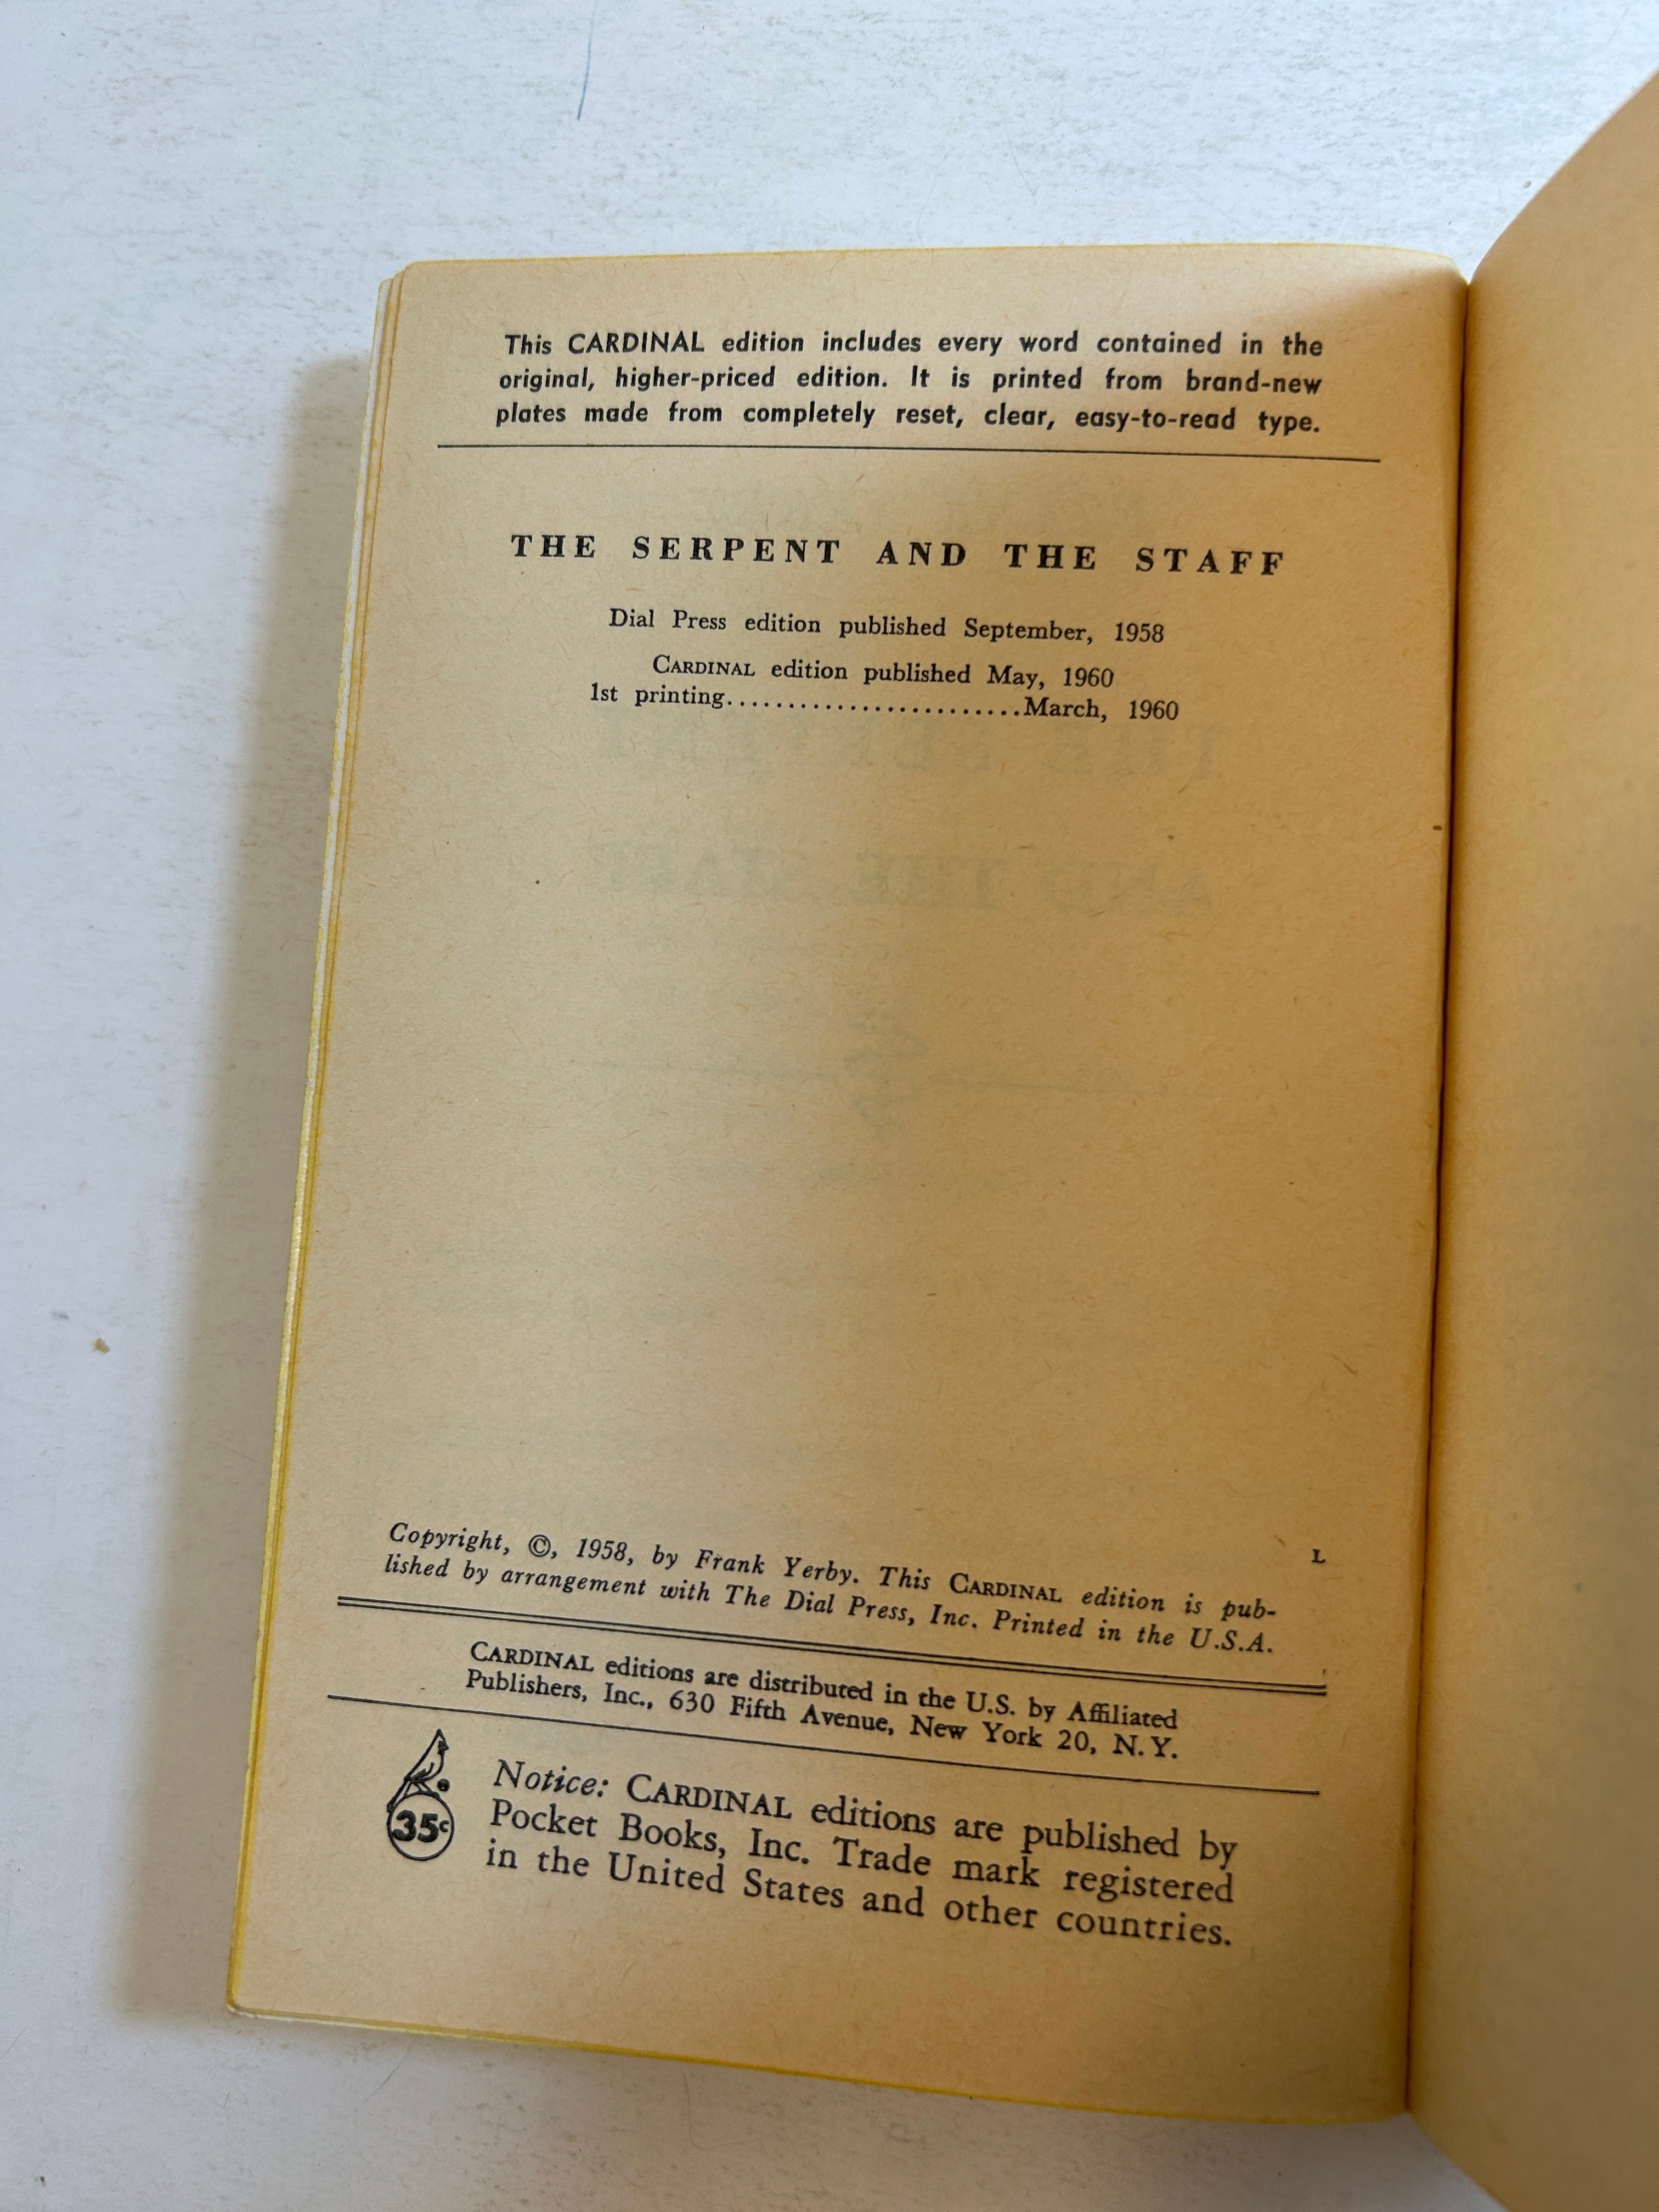 This CARDINAL edition includes every word contained in the
original, higher-priced edition. It is printed from brand-new
plates made from completely reset, clear, easy-to-read type.
THE SERPENT AND THE STAFF
Dial Press edition published September, 1958
CARDINAL edition published May, 1960
1st printing........................March, 1960
L
Copyright, ©, 1958, by Frank Yerby. This CARDINAL edition is pub-
lished by arrangement with The Dial Press, Inc. Printed in the U.S.A.
CARDINAL editions are distributed in the U.S. by Affiliated
Publishers, Inc., 630 Fifth Avenue, New York 20, N.Y.
35c
Notice: CARDINAL editions are published by
Pocket Books, Inc. Trade mark registered
in the United States and other countries.